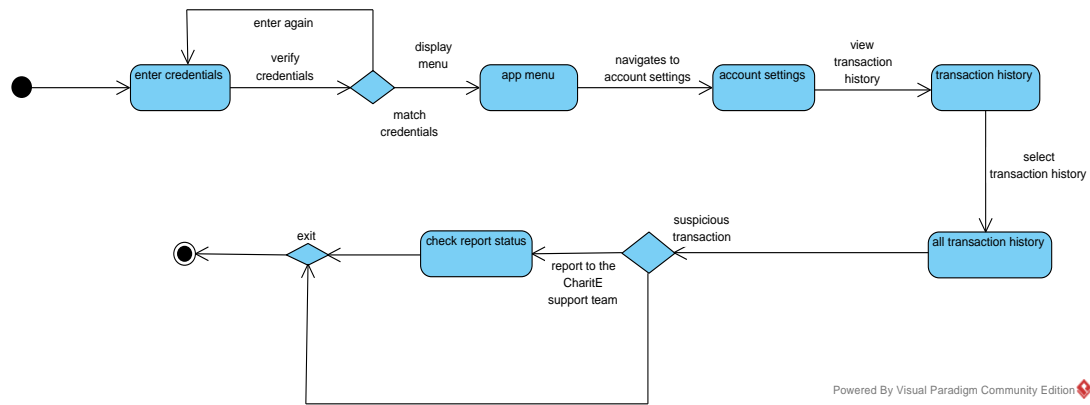 enter again
enter credentials
verify
credentials
display
menu
match
credentials
app menu
navigates to
account settings
account settings
view
transaction
history
transaction history
select
transaction history
all transaction history
suspicious
transaction
report to the
CharitE
support team
check report status
exit
Powered By Visual Paradigm Community Edition